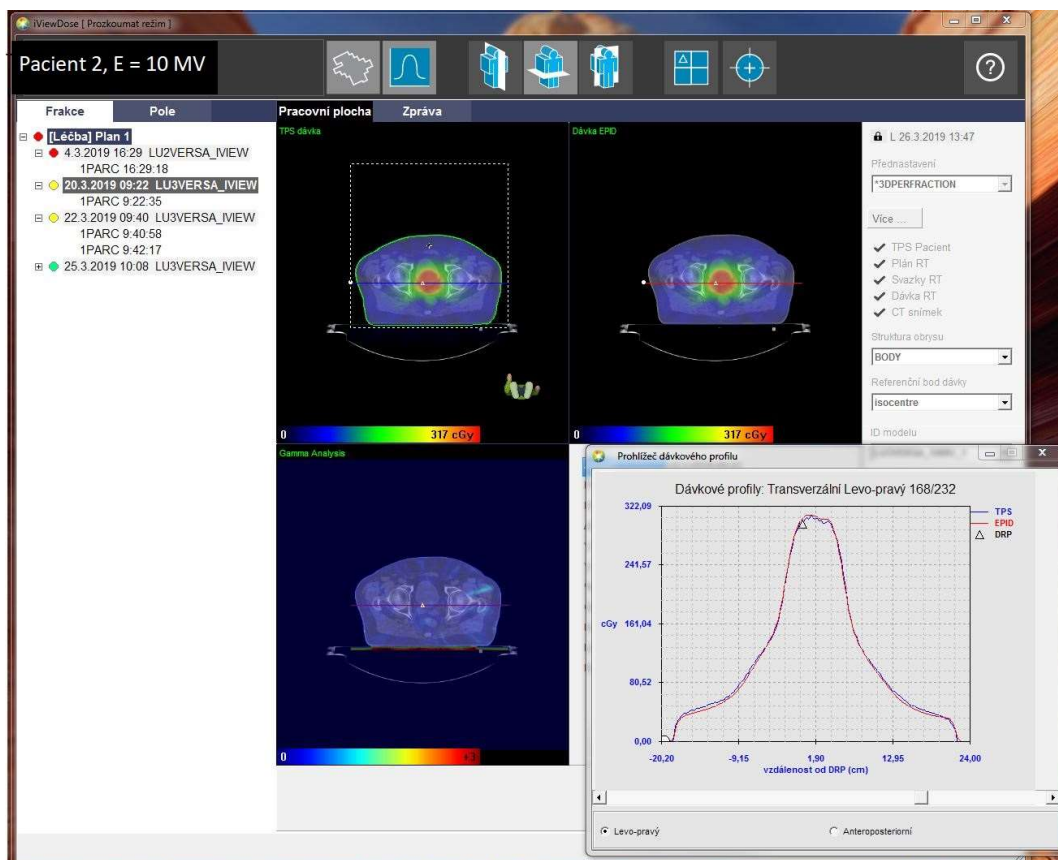 iViewDose [ Prozkoumat režim ]
Pacient 2, E = 10 MV
Frakce Pole
Pracovní plocha Zpráva
[Léčba] Plan 1
4.3.2019 16:29 LU2VERSA_IVIEW
1PARC 16:29:18
20.3.2019 09:22 LU3VERSA_IVIEW
1PARC 9:22:35
22.3.2019 09:40 LU3VERSA_IVIEW
1PARC 9:40:58
1PARC 9:42:17
25.3.2019 10:08 LU3VERSA_IVIEW
TPS dávka
0 317 cGy
Dávka EPID
0 317 cGy
Gamma Analysis
0 +3
L 26.3.2019 13:47
Přednastavení
*3DPERFRACTION
Více ...
TPS Pacient
Plán RT
Svazky RT
Dávka RT
CT snímek
Struktura obrysu
BODY
Referenční bod dávky
isocentre
ID modelu
Prohlížeč dávkového profilu
Dávkové profily: Transverzální Levo-pravý 168/232
322,09
241,57
cGy 161,04
80,52
0,00
-20,20 -9,15 1,90 12,95 24,00
vzdálenost od DRP (cm)
TPS
EPID
DRP
Levo-pravý Anteroposteriorní